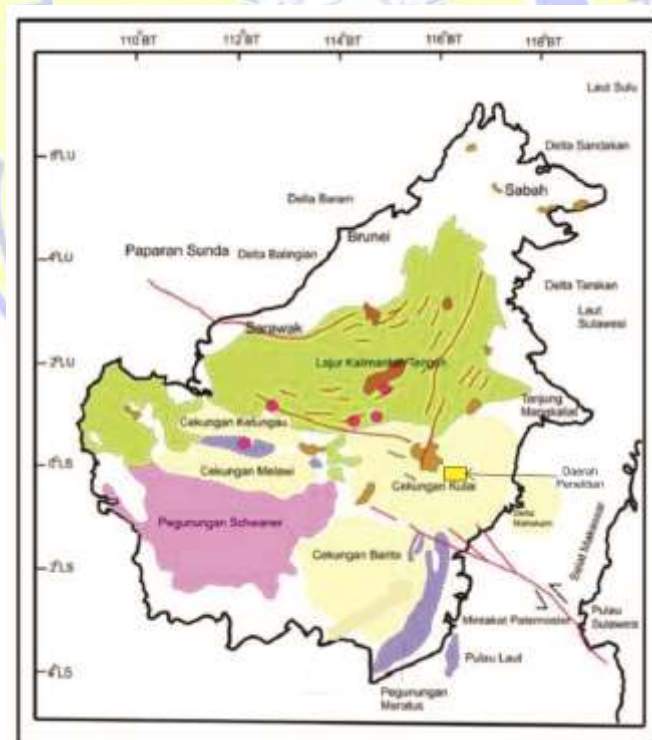 110°BT 112°BT 114°BT 116°BT 118°BT
Laut Sulu
Delta Sandakan
6°LU
Sabah
Delta Baram
Brunei
Paparan Sunda
Delta Balingian
4°LU
Delta Tarakan
Laut
Sulawesi
Sarawak
2°LU
Lajur Kalimantan Tengah
Tanjung
Mangkaliat
Cekungan Ketungau
0°LS
Cekungan Melawi
Cekungan Kutai
Daerah
Penelitian
Delta
Mahakam
Pegunungan Schwaner
Cekungan Barito
Selat Makassar
2°LS
Mintakat Paternoster
Pulau
Sulawesi
Pulau Laut
4°LS
Pegunungan
Meratus